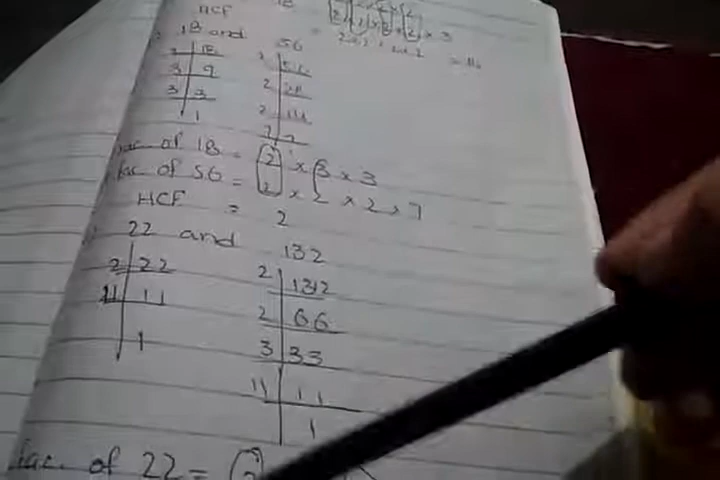 HCF 18
18 and 56
2 18 2 56
3 9 2 28
3 3 2 14
1 7 7
fac. of 18 = 2 × 3 × 3
fac. of 56 = 2 × 2 × 2 × 7
HCF = 2
22 and 132
2 22 2 132
11 11 2 66
1 3 33
11 11
1
fac. of 22 =